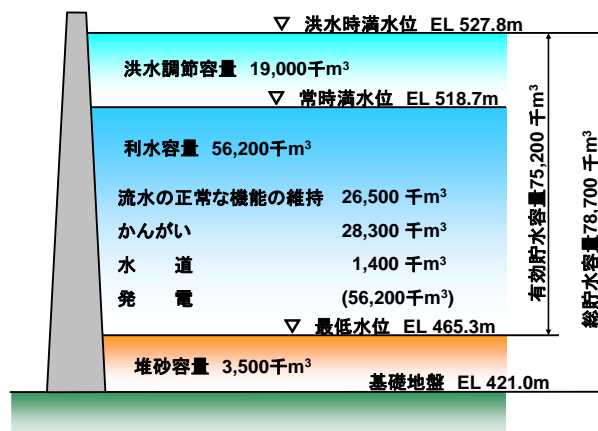 ▽ 洪水時満水位 EL 527.8m
洪水調節容量 19,000千m³
▽ 常時満水位 EL 518.7m
利水容量 56,200千m³
流水の正常な機能の維持 26,500 千m³
かんがい 28,300 千m³
水 道 1,400 千m³
発 電 (56,200千m³)
▽ 最低水位 EL 465.3m
堆砂容量 3,500千m³
基礎地盤 EL 421.0m
有効貯水容量75,200 千m³
総貯水容量78,700 千m³